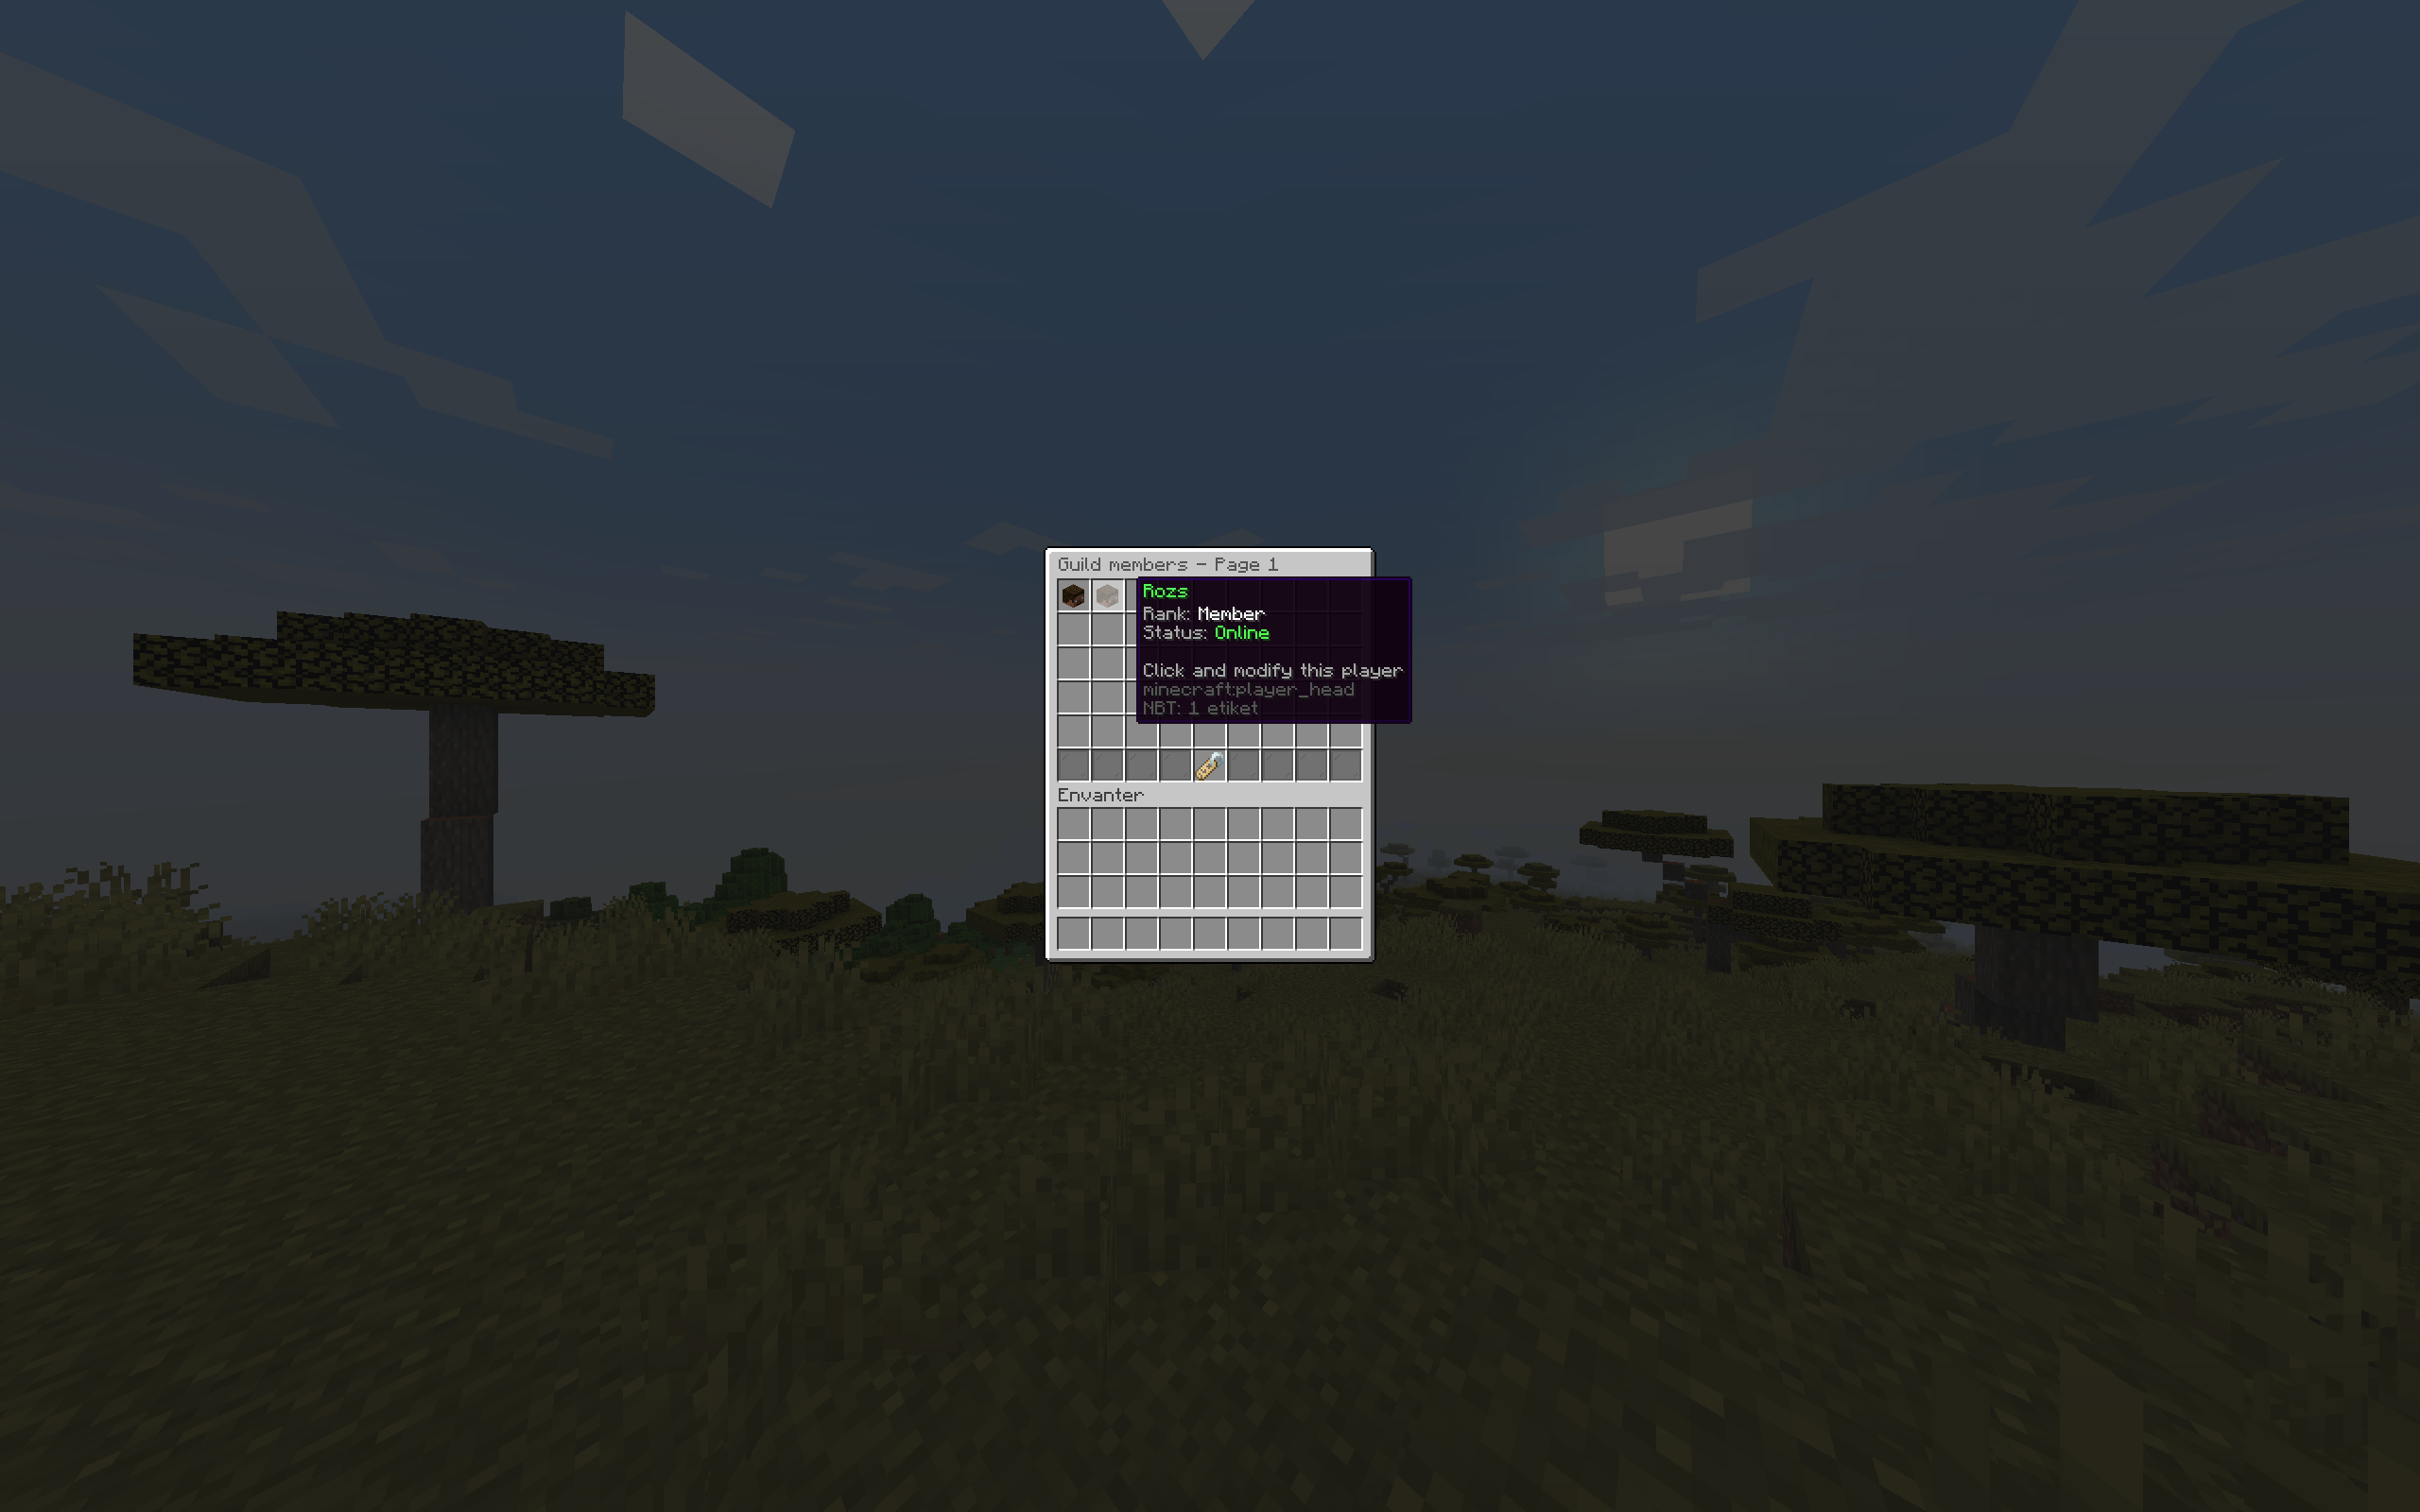 Guild members - Page 1
Rozs
Rank: Member
Status: Online
Click and modify this player
minecraft:player_head
NBT: 1 etiket
Envanter